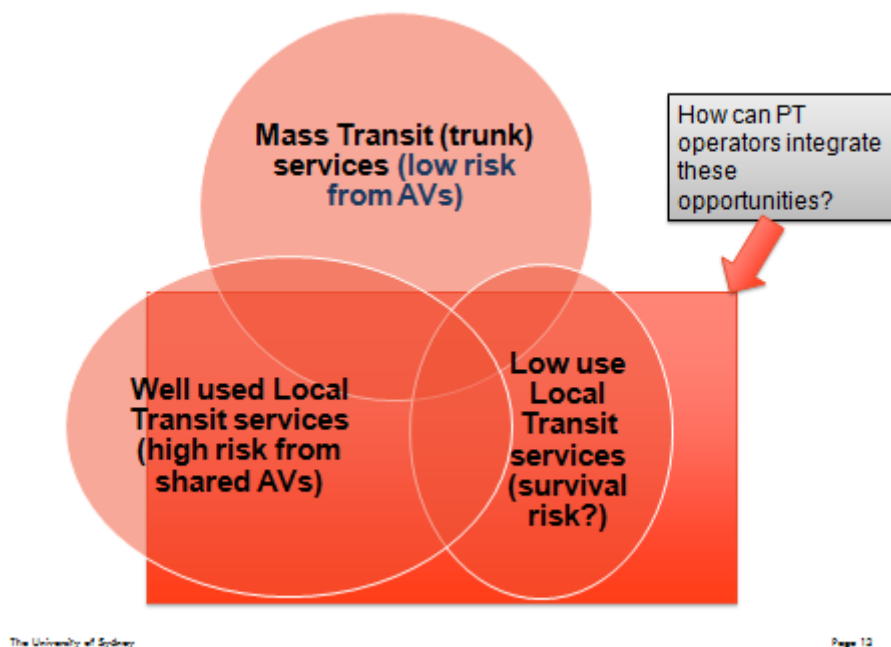 Mass Transit (trunk)
services (low risk
from AVs)
How can PT
operators integrate
these
opportunities?
Well used Local
Transit services
(high risk from
shared AVs)
Low use
Local
Transit
services
(survival
risk?)
The University of Sydney
Page 13